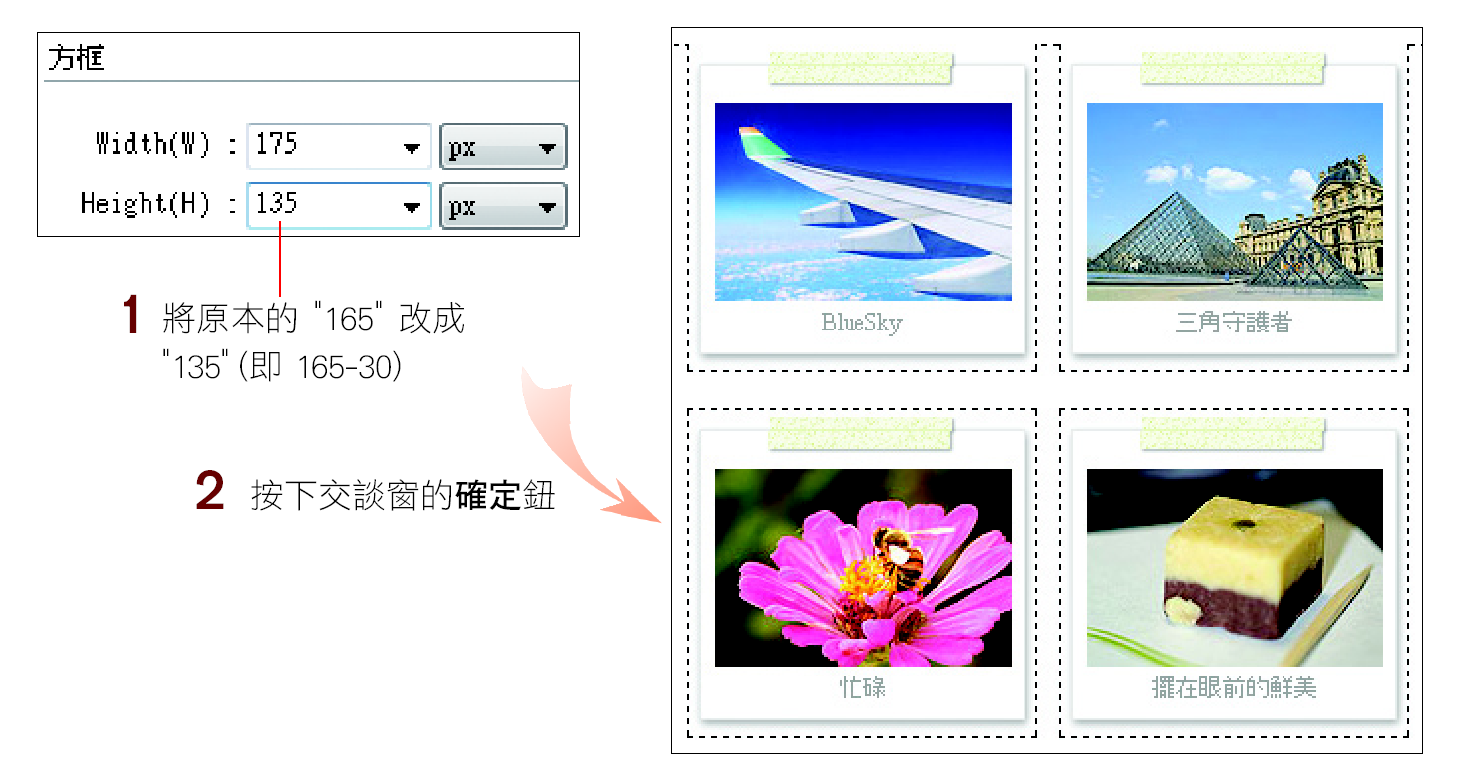 方框
Width(W) : 175 px
Height(H) : 135 px
1 將原本的 "165" 改成
"135" (即 165-30)
2 按下交談窗的確定鈕
BlueSky
三角守護者
忙碌
擺在眼前的鮮美